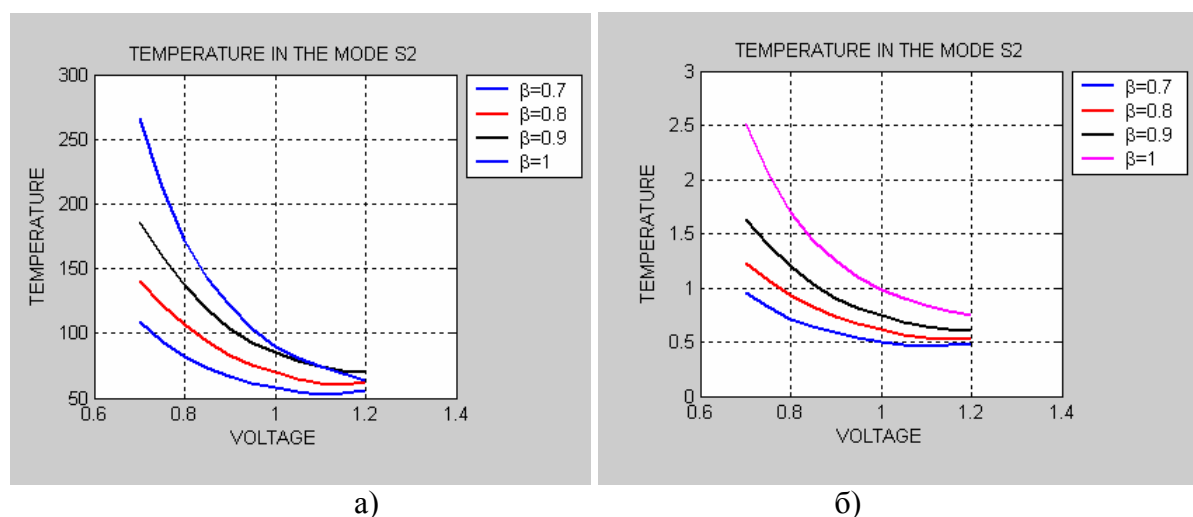 TEMPERATURE IN THE MODE S2
300
250
200
150
100
50
0.6
0.8
1
1.2
1.4
TEMPERATURE
VOLTAGE
β=0.7
β=0.8
β=0.9
β=1
а)
TEMPERATURE IN THE MODE S2
3
2.5
2
1.5
1
0.5
0
0.6
0.8
1
1.2
1.4
TEMPERATURE
VOLTAGE
β=0.7
β=0.8
β=0.9
β=1
б)